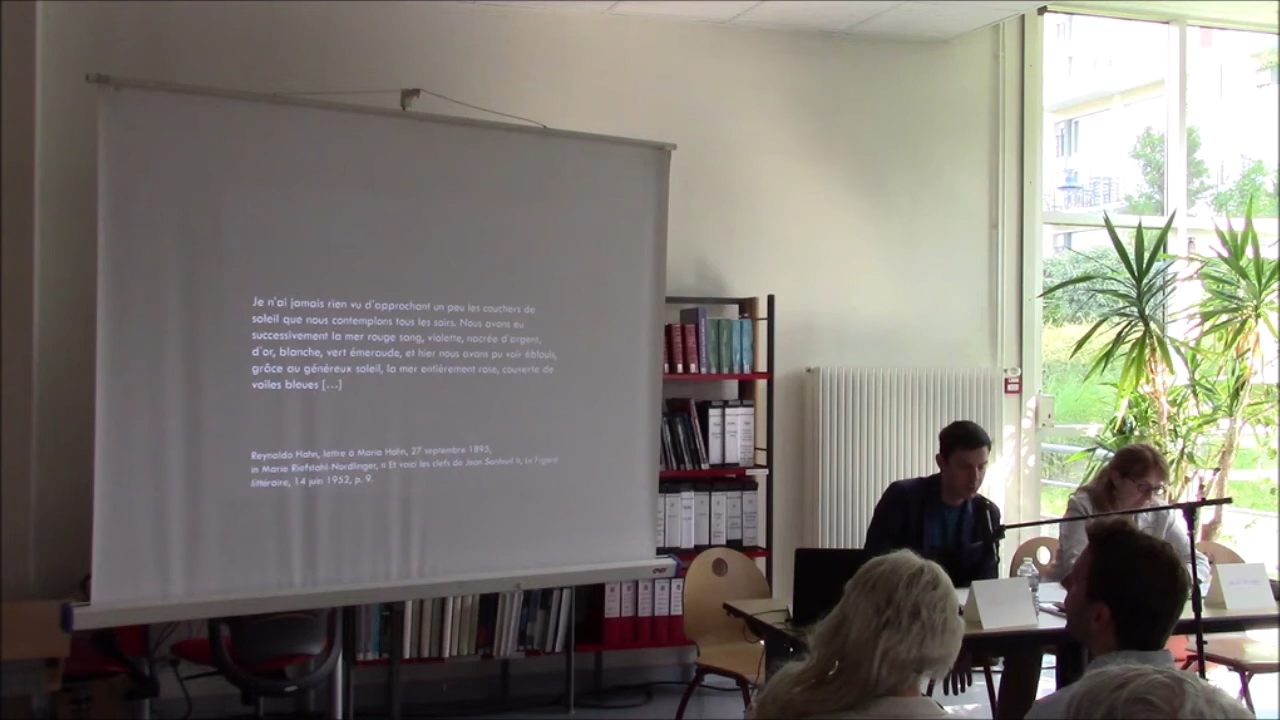 Je n'ai jamais rien vu d'approchant un peu les couchers de
soleil que nous contemplons tous les soirs. Nous avons eu
successivement la mer rouge sang, violette, nacrée d'argent,
d'or, blanche, vert émeraude, et hier nous avons pu voir éblouis,
grâce au généreux soleil, la mer entièrement rose, couverte de
voiles bleues [...]
Reynaldo Hahn, lettre à Maria Hahn, 27 septembre 1895,
in Marie Riefstahl-Nordlinger, « Et voici les clefs de Jean Santeuil », Le Figaro
littéraire, 14 juin 1952, p. 9.